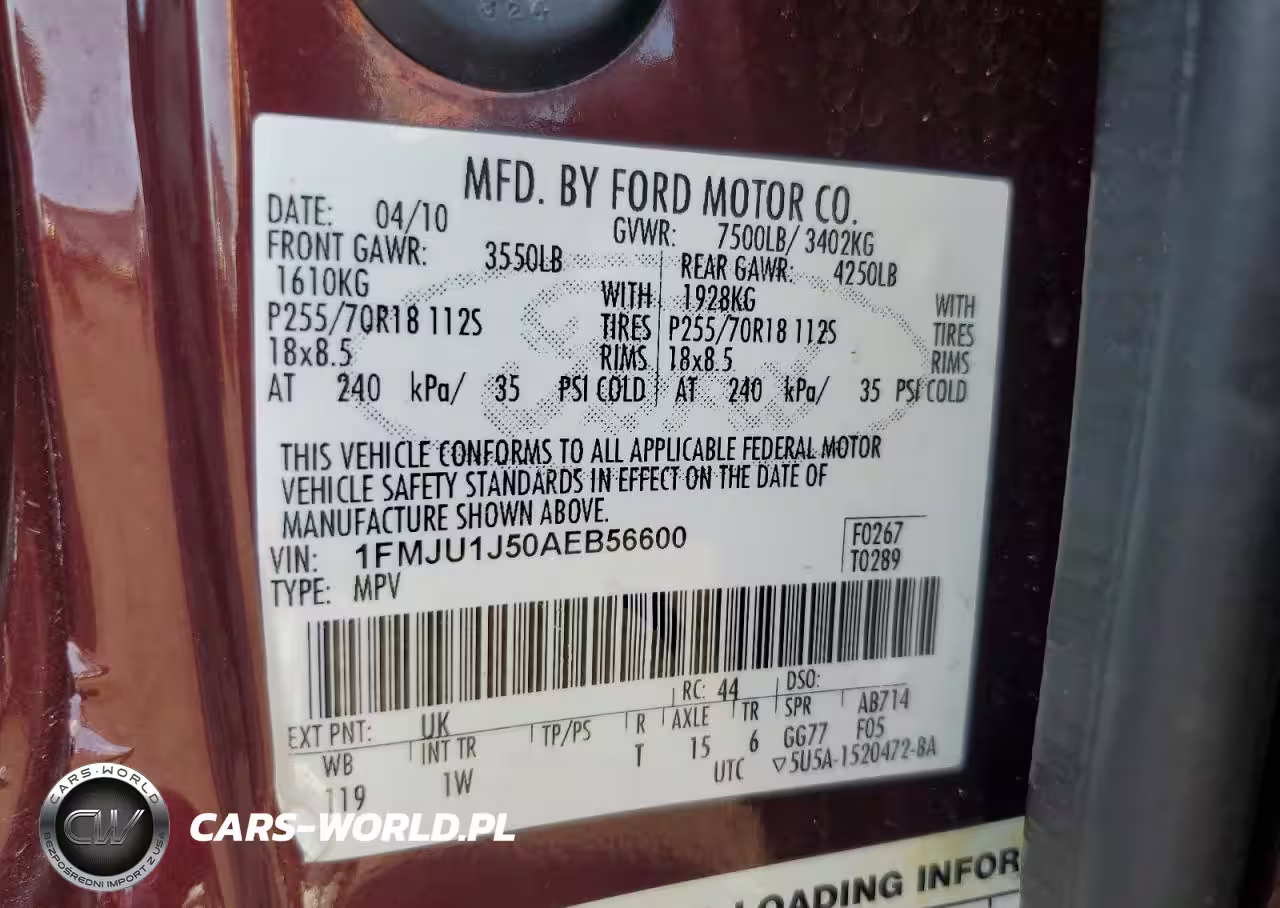 324
MFD. BY FORD MOTOR CO.
DATE: 04/10 GVWR: 7500LB/ 3402KG
FRONT GAWR: 3550LB REAR GAWR: 4250LB
1610KG WITH 1928KG WITH
P255/70R18 112S TIRES P255/70R18 112S TIRES
18x8.5 RIMS 18x8.5 RIMS
AT 240 kPa/ 35 PSI COLD AT 240 kPa/ 35 PSI COLD
THIS VEHICLE CONFORMS TO ALL APPLICABLE FEDERAL MOTOR
VEHICLE SAFETY STANDARDS IN EFFECT ON THE DATE OF
MANUFACTURE SHOWN ABOVE.
VIN: 1FMJU1J50AEB56600 F0267
TYPE: MPV T0289
RC: 44 DSO:
EXT PNT: UK AB714
WB INT TR TP/PS R AXLE TR SPR F05
119 1W T 15 6 GG77
UTC ▽5U5A-1520472-BA
LOADING INFOR
CARS-WORLD
CW
BEZPOŚREDNI IMPORT Z USA
CARS-WORLD.PL